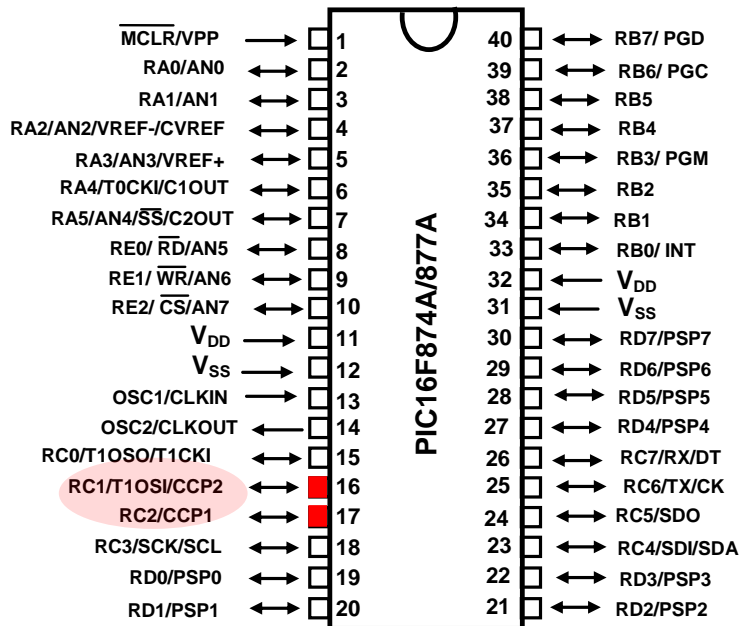 MCLR/VPP 1 40 RB7/ PGD
RA0/AN0 2 39 RB6/ PGC
RA1/AN1 3 38 RB5
RA2/AN2/VREF-/CVREF 4 37 RB4
RA3/AN3/VREF+ 5 36 RB3/ PGM
RA4/T0CKI/C1OUT 6 35 RB2
RA5/AN4/SS/C2OUT 7 34 RB1
RE0/ RD/AN5 8 33 RB0/ INT
RE1/ WR/AN6 9 32 VDD
RE2/ CS/AN7 10 31 VSS
VDD 11 30 RD7/PSP7
VSS 12 29 RD6/PSP6
OSC1/CLKIN 13 28 RD5/PSP5
OSC2/CLKOUT 14 27 RD4/PSP4
RC0/T1OSO/T1CKI 15 26 RC7/RX/DT
RC1/T1OSI/CCP2 16 25 RC6/TX/CK
RC2/CCP1 17 24 RC5/SDO
RC3/SCK/SCL 18 23 RC4/SDI/SDA
RD0/PSP0 19 22 RD3/PSP3
RD1/PSP1 20 21 RD2/PSP2
PIC16F874A/877A